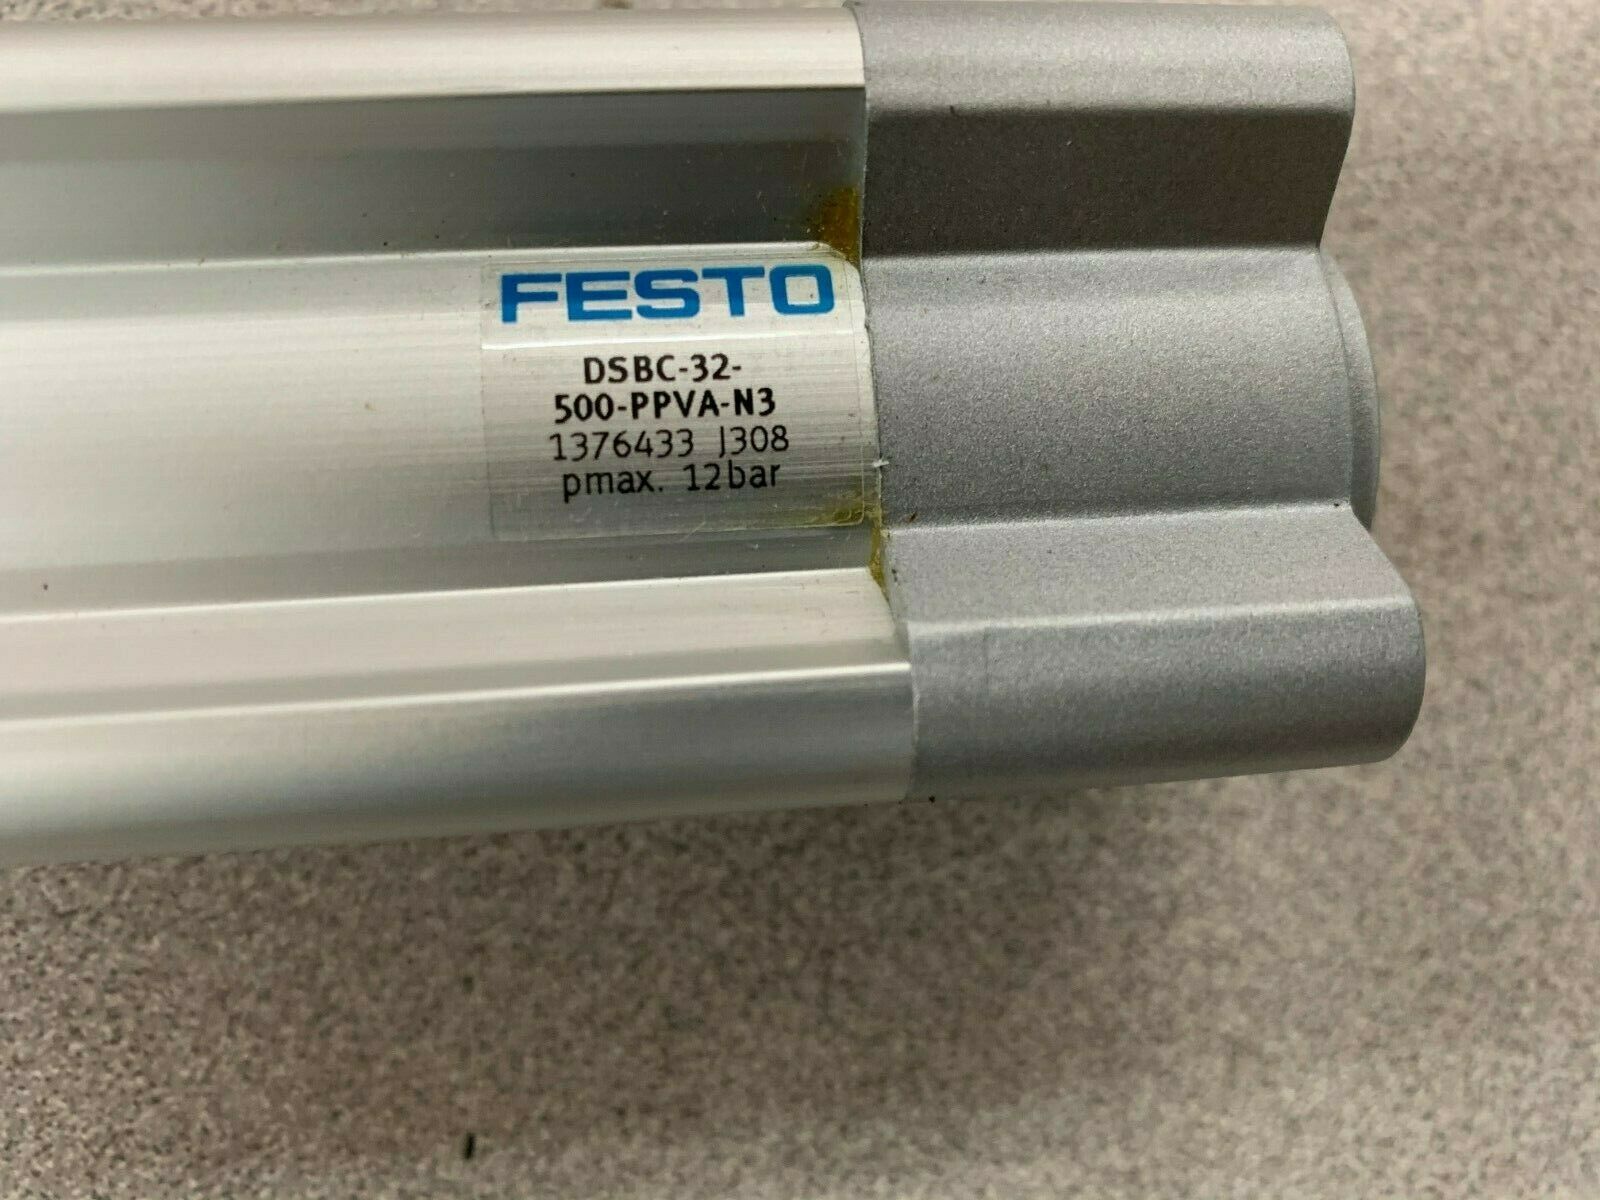 FESTO
DSBC-32-
500-PPVA-N3
1376433 J308
pmax. 12bar